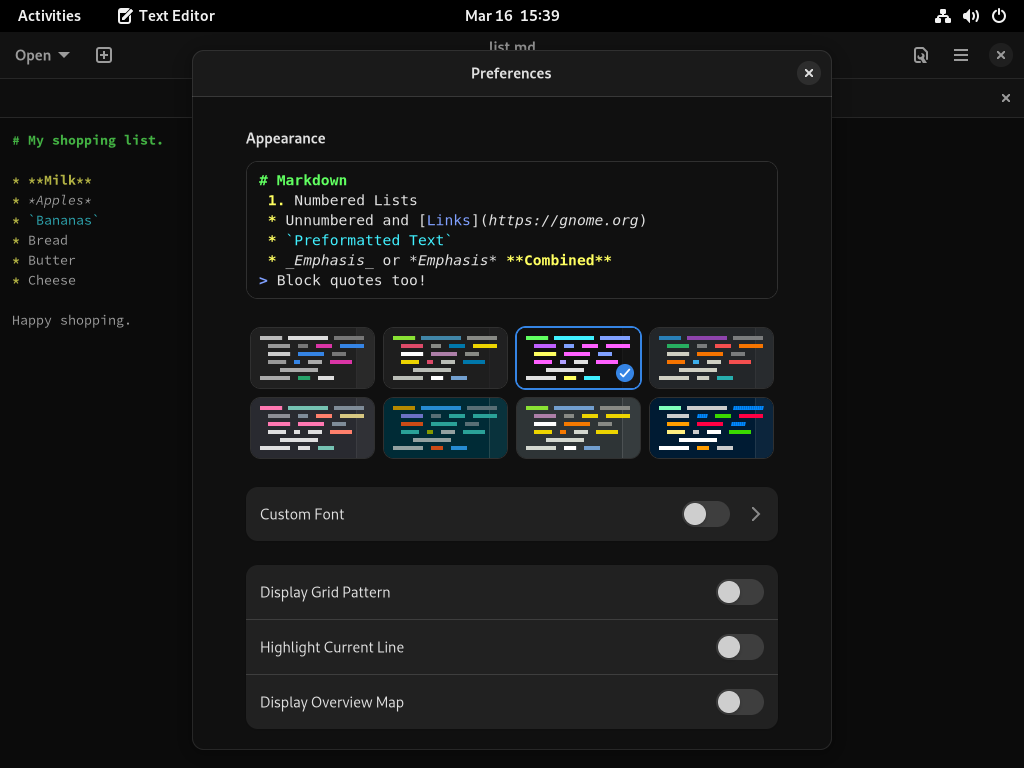 Activities
Text Editor
Mar 16 15:39
Open
list.md
Preferences
# My shopping list.
* **Milk**
* *Apples*
* `Bananas`
* Bread
* Butter
* Cheese
Happy shopping.
Appearance
# Markdown
1. Numbered Lists
* Unnumbered and [Links](https://gnome.org)
* `Preformatted Text`
* _Emphasis_ or *Emphasis* **Combined**
> Block quotes too!
Custom Font
Display Grid Pattern
Highlight Current Line
Display Overview Map